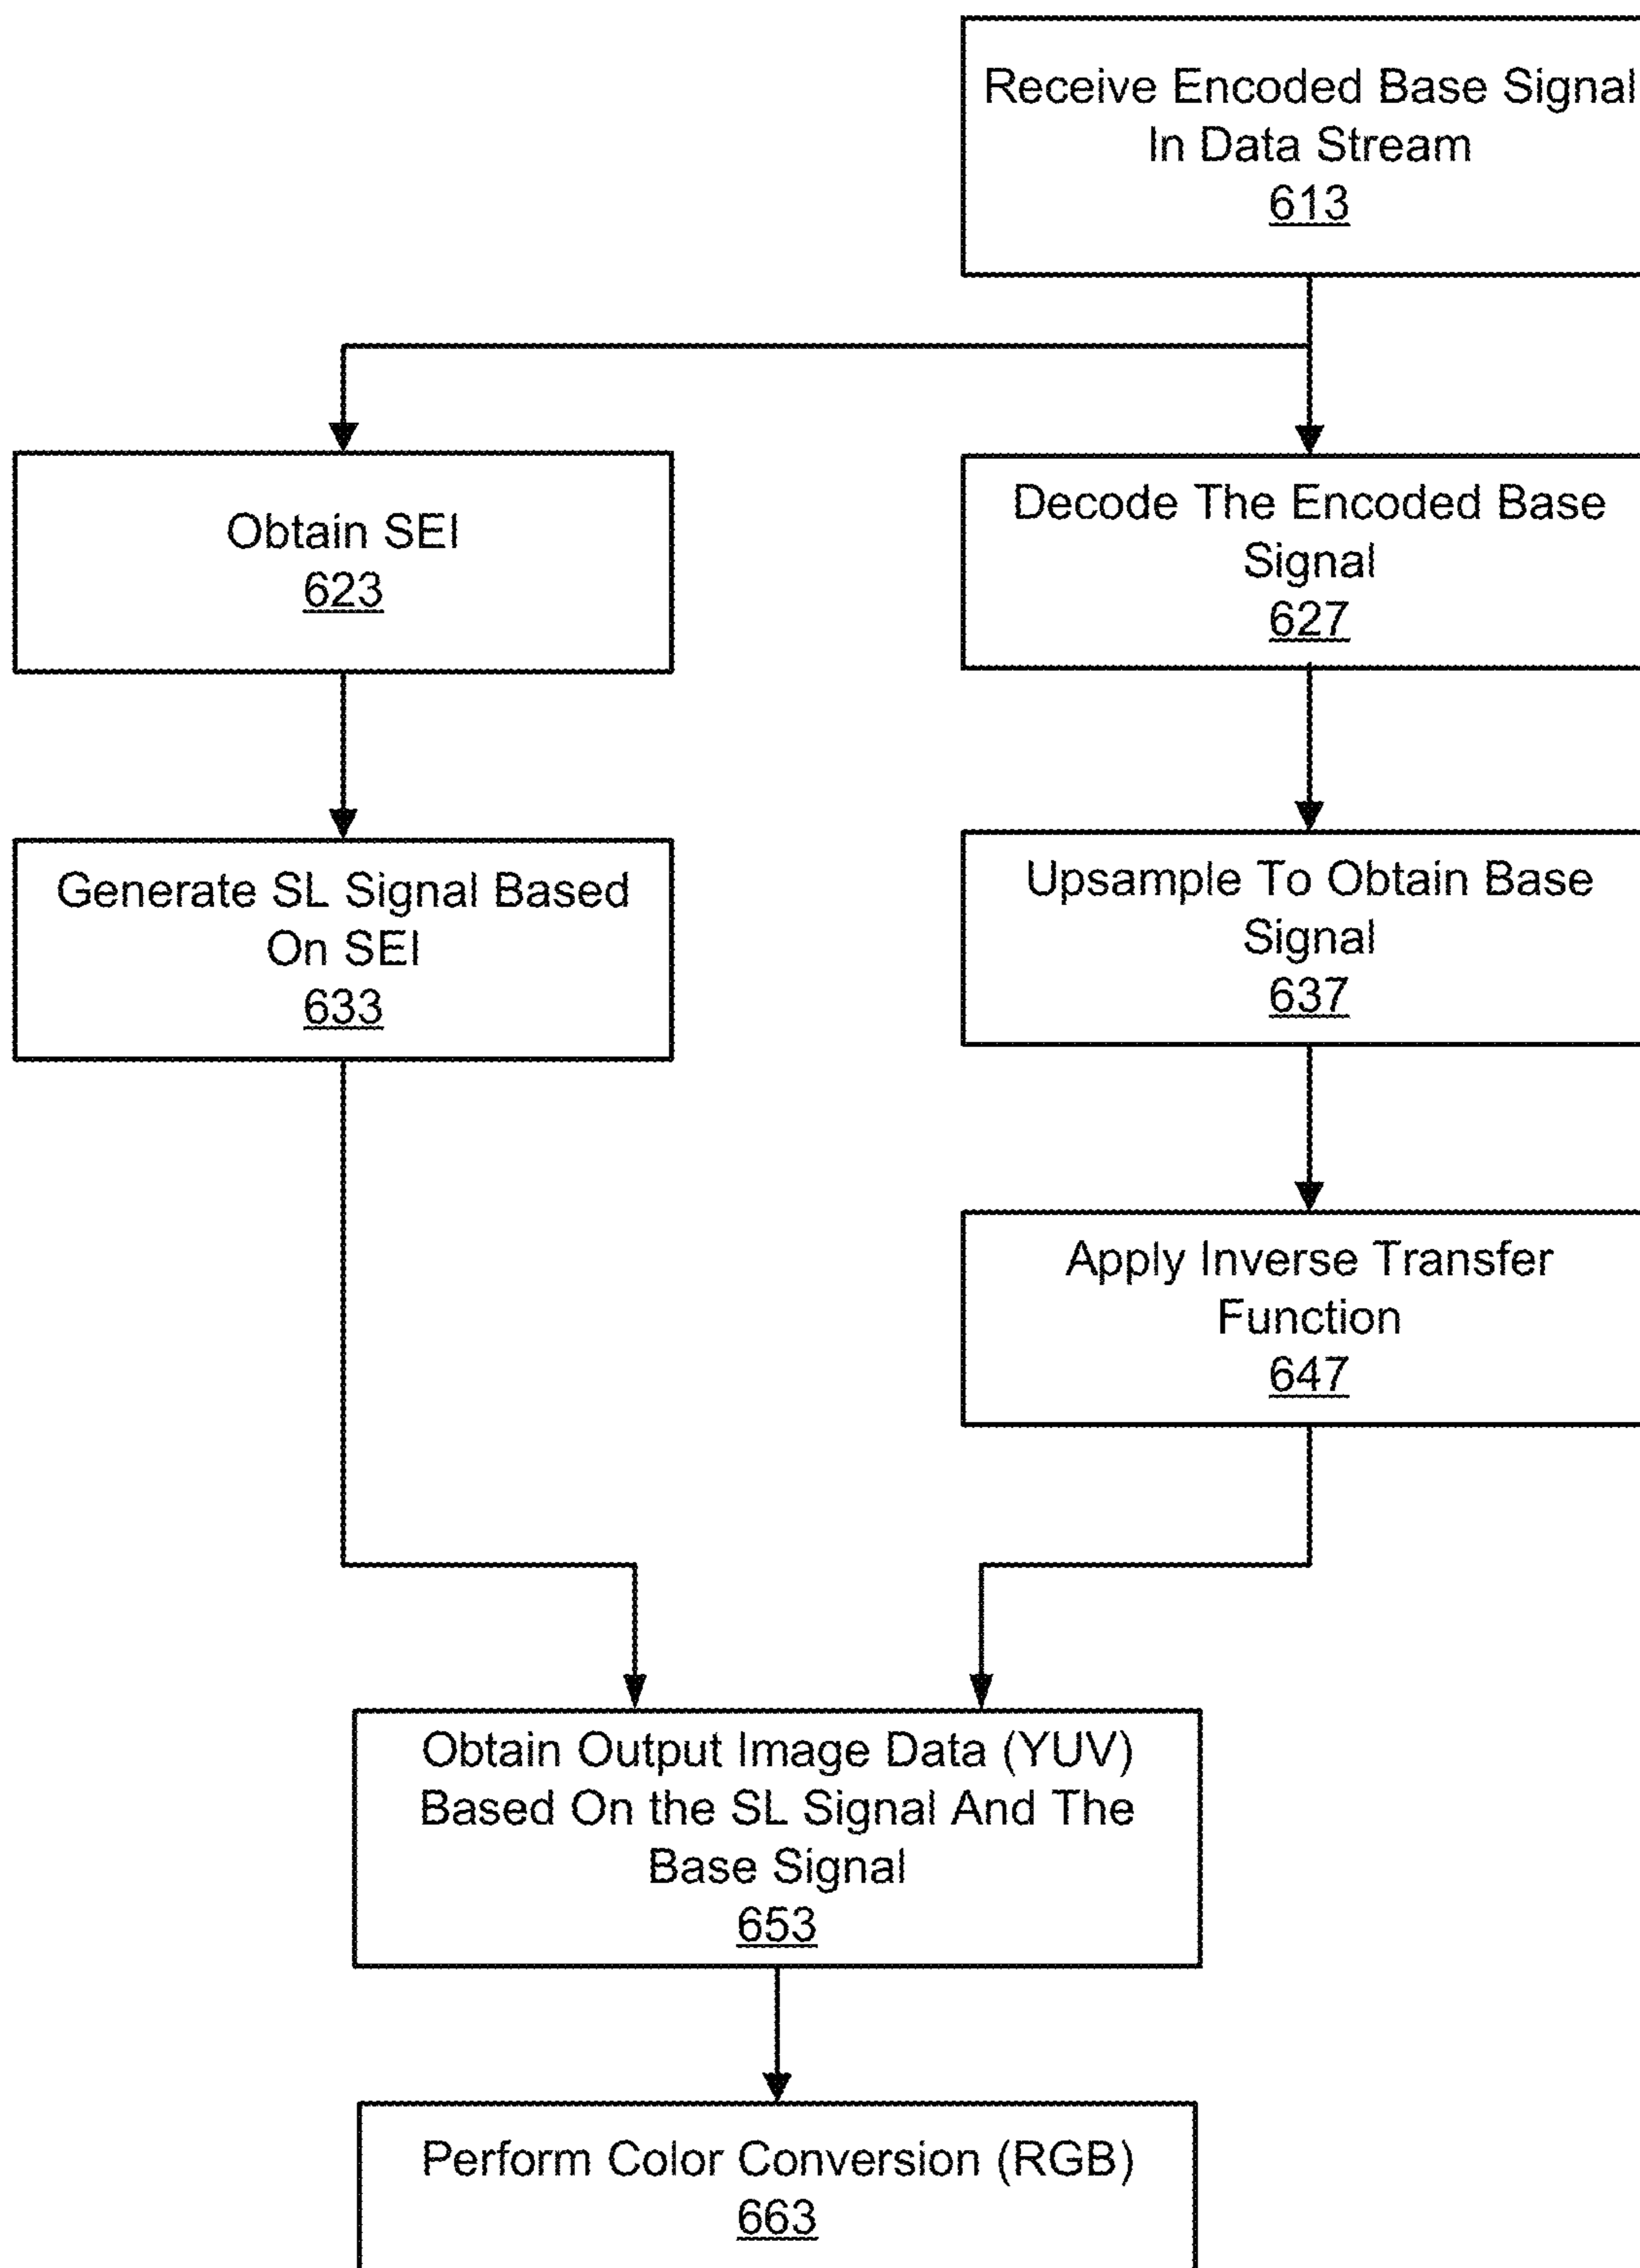 Receive Encoded Base Signal
In Data Stream
613
Obtain SEI
623
Decode The Encoded Base
Signal
627
Generate SL Signal Based
On SEI
633
Upsample To Obtain Base
Signal
637
Apply Inverse Transfer
Function
647
Obtain Output Image Data (YUV)
Based On the SL Signal And The
Base Signal
653
Perform Color Conversion (RGB)
663